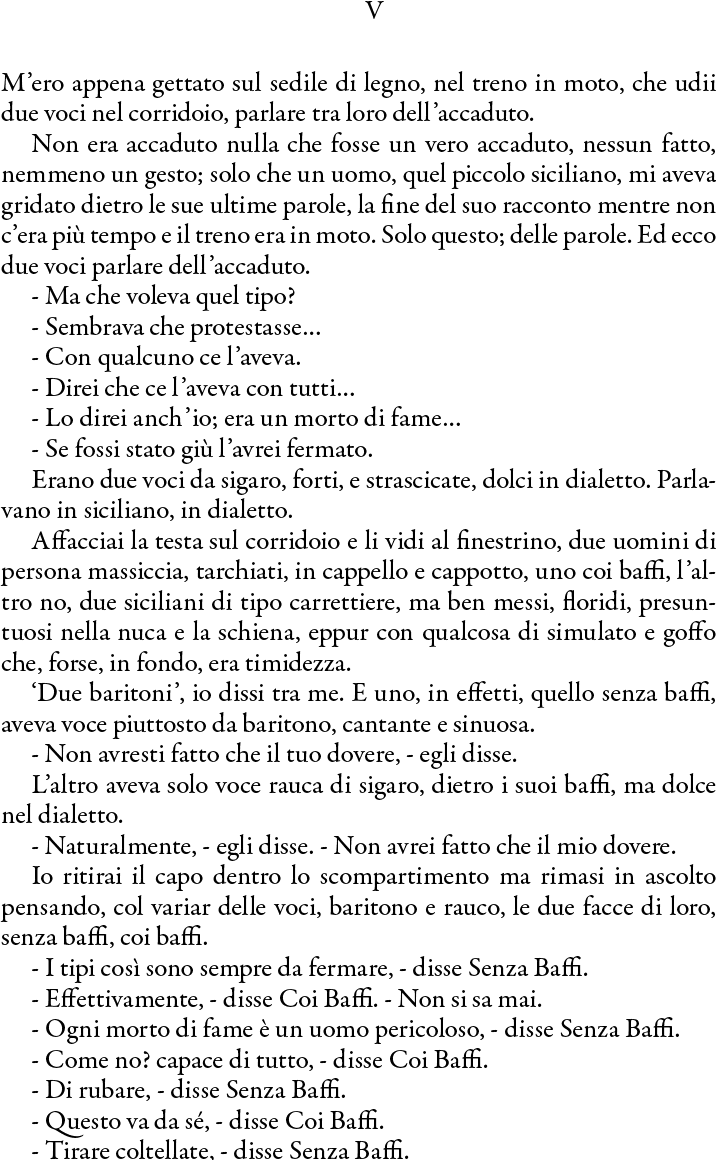 V
M’ero appena gettato sul sedile di legno, nel treno in moto, che udii
due voci nel corridoio, parlare tra loro dell’accaduto.
Non era accaduto nulla che fosse un vero accaduto, nessun fatto,
nemmeno un gesto; solo che un uomo, quel piccolo siciliano, mi aveva
gridato dietro le sue ultime parole, la fine del suo racconto mentre non
c’era più tempo e il treno era in moto. Solo questo; delle parole. Ed ecco
due voci parlare dell’accaduto.
- Ma che voleva quel tipo?
- Sembrava che protestasse...
- Con qualcuno ce l’aveva.
- Direi che ce l’aveva con tutti...
- Lo direi anch’io; era un morto di fame...
- Se fossi stato giù l’avrei fermato.
Erano due voci da sigaro, forti, e strascicate, dolci in dialetto. Parla-
vano in siciliano, in dialetto.
Affacciai la testa sul corridoio e li vidi al finestrino, due uomini di
persona massiccia, tarchiati, in cappello e cappotto, uno coi baffi, l’al-
tro no, due siciliani di tipo carrettiere, ma ben messi, floridi, presun-
tuosi nella nuca e la schiena, eppur con qualcosa di simulato e goffo
che, forse, in fondo, era timidezza.
‘Due baritoni’, io dissi tra me. E uno, in effetti, quello senza baffi,
aveva voce piuttosto da baritono, cantante e sinuosa.
- Non avresti fatto che il tuo dovere, - egli disse.
L’altro aveva solo voce rauca di sigaro, dietro i suoi baffi, ma dolce
nel dialetto.
- Naturalmente, - egli disse. - Non avrei fatto che il mio dovere.
Io ritirai il capo dentro lo scompartimento ma rimasi in ascolto
pensando, col variar delle voci, baritono e rauco, le due facce di loro,
senza baffi, coi baffi.
- I tipi così sono sempre da fermare, - disse Senza Baffi.
- Effettivamente, - disse Coi Baffi. - Non si sa mai.
- Ogni morto di fame è un uomo pericoloso, - disse Senza Baffi.
- Come no? capace di tutto, - disse Coi Baffi.
- Di rubare, - disse Senza Baffi.
- Questo va da sé, - disse Coi Baffi.
- Tirare coltellate, - disse Senza Baffi.